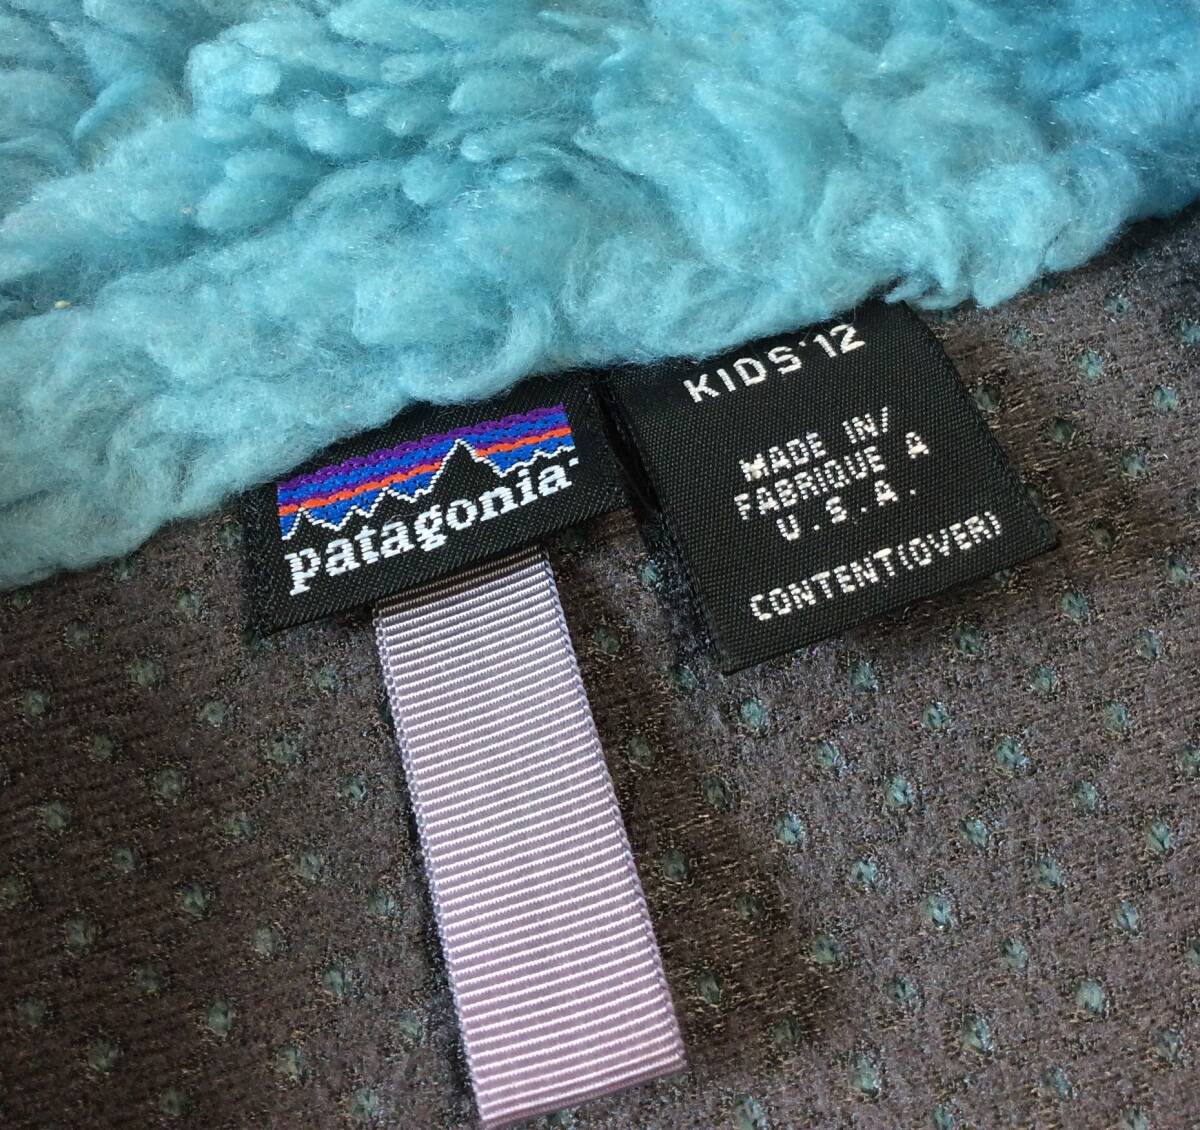 patagonia
KIDS'12
MADE IN/
FABRIQUE A
U.S.A.
CONTENT(OVER)